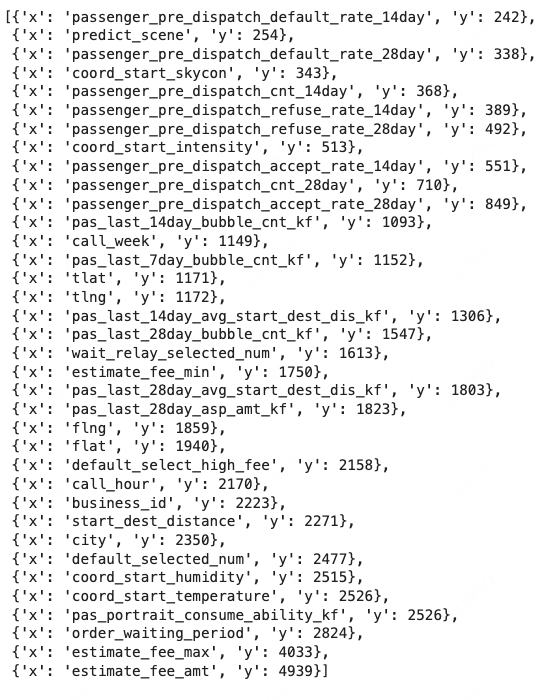 [{'x': 'passenger_pre_dispatch_default_rate_14day', 'y': 242},
{'x': 'predict_scene', 'y': 254},
{'x': 'passenger_pre_dispatch_default_rate_28day', 'y': 338},
{'x': 'coord_start_skycon', 'y': 343},
{'x': 'passenger_pre_dispatch_cnt_14day', 'y': 368},
{'x': 'passenger_pre_dispatch_refuse_rate_14day', 'y': 389},
{'x': 'passenger_pre_dispatch_refuse_rate_28day', 'y': 492},
{'x': 'coord_start_intensity', 'y': 513},
{'x': 'passenger_pre_dispatch_accept_rate_14day', 'y': 551},
{'x': 'passenger_pre_dispatch_cnt_28day', 'y': 710},
{'x': 'passenger_pre_dispatch_accept_rate_28day', 'y': 849},
{'x': 'pas_last_14day_bubble_cnt_kf', 'y': 1093},
{'x': 'call_week', 'y': 1149},
{'x': 'pas_last_7day_bubble_cnt_kf', 'y': 1152},
{'x': 'tlat', 'y': 1171},
{'x': 'tlng', 'y': 1172},
{'x': 'pas_last_14day_avg_start_dest_dis_kf', 'y': 1306},
{'x': 'pas_last_28day_bubble_cnt_kf', 'y': 1547},
{'x': 'wait_relay_selected_num', 'y': 1613},
{'x': 'estimate_fee_min', 'y': 1750},
{'x': 'pas_last_28day_avg_start_dest_dis_kf', 'y': 1803},
{'x': 'pas_last_28day_asp_amt_kf', 'y': 1823},
{'x': 'flng', 'y': 1859},
{'x': 'flat', 'y': 1940},
{'x': 'default_select_high_fee', 'y': 2158},
{'x': 'call_hour', 'y': 2170},
{'x': 'business_id', 'y': 2223},
{'x': 'start_dest_distance', 'y': 2271},
{'x': 'city', 'y': 2350},
{'x': 'default_selected_num', 'y': 2477},
{'x': 'coord_start_humidity', 'y': 2515},
{'x': 'coord_start_temperature', 'y': 2526},
{'x': 'pas_portrait_consume_ability_kf', 'y': 2526},
{'x': 'order_waiting_period', 'y': 2824},
{'x': 'estimate_fee_max', 'y': 4033},
{'x': 'estimate_fee_amt', 'y': 4939}]